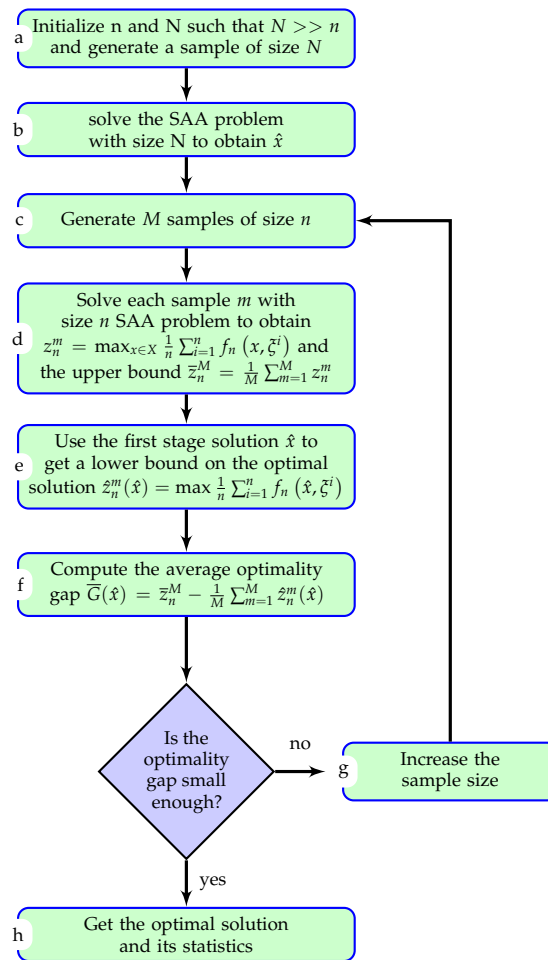 a
Initialize n and N such that N >> n
and generate a sample of size N
b
solve the SAA problem
with size N to obtain x̂
c
Generate M samples of size n
d
Solve each sample m with
size n SAA problem to obtain
z_n^m = max_{x∈X} 1/n ∑_{i=1}^n f_n (x, ξ^i) and
the upper bound z̄_n^M = 1/M ∑_{m=1}^M z_n^m
e
Use the first stage solution x̂ to
get a lower bound on the optimal
solution ẑ_n^m(x̂) = max 1/n ∑_{i=1}^n f_n (x̂, ξ^i)
f
Compute the average optimality
gap G̅(x̂) = z̄_n^M − 1/M ∑_{m=1}^M ẑ_n^m(x̂)
Is the
optimality
gap small
enough?
no
g
Increase the
sample size
yes
h
Get the optimal solution
and its statistics